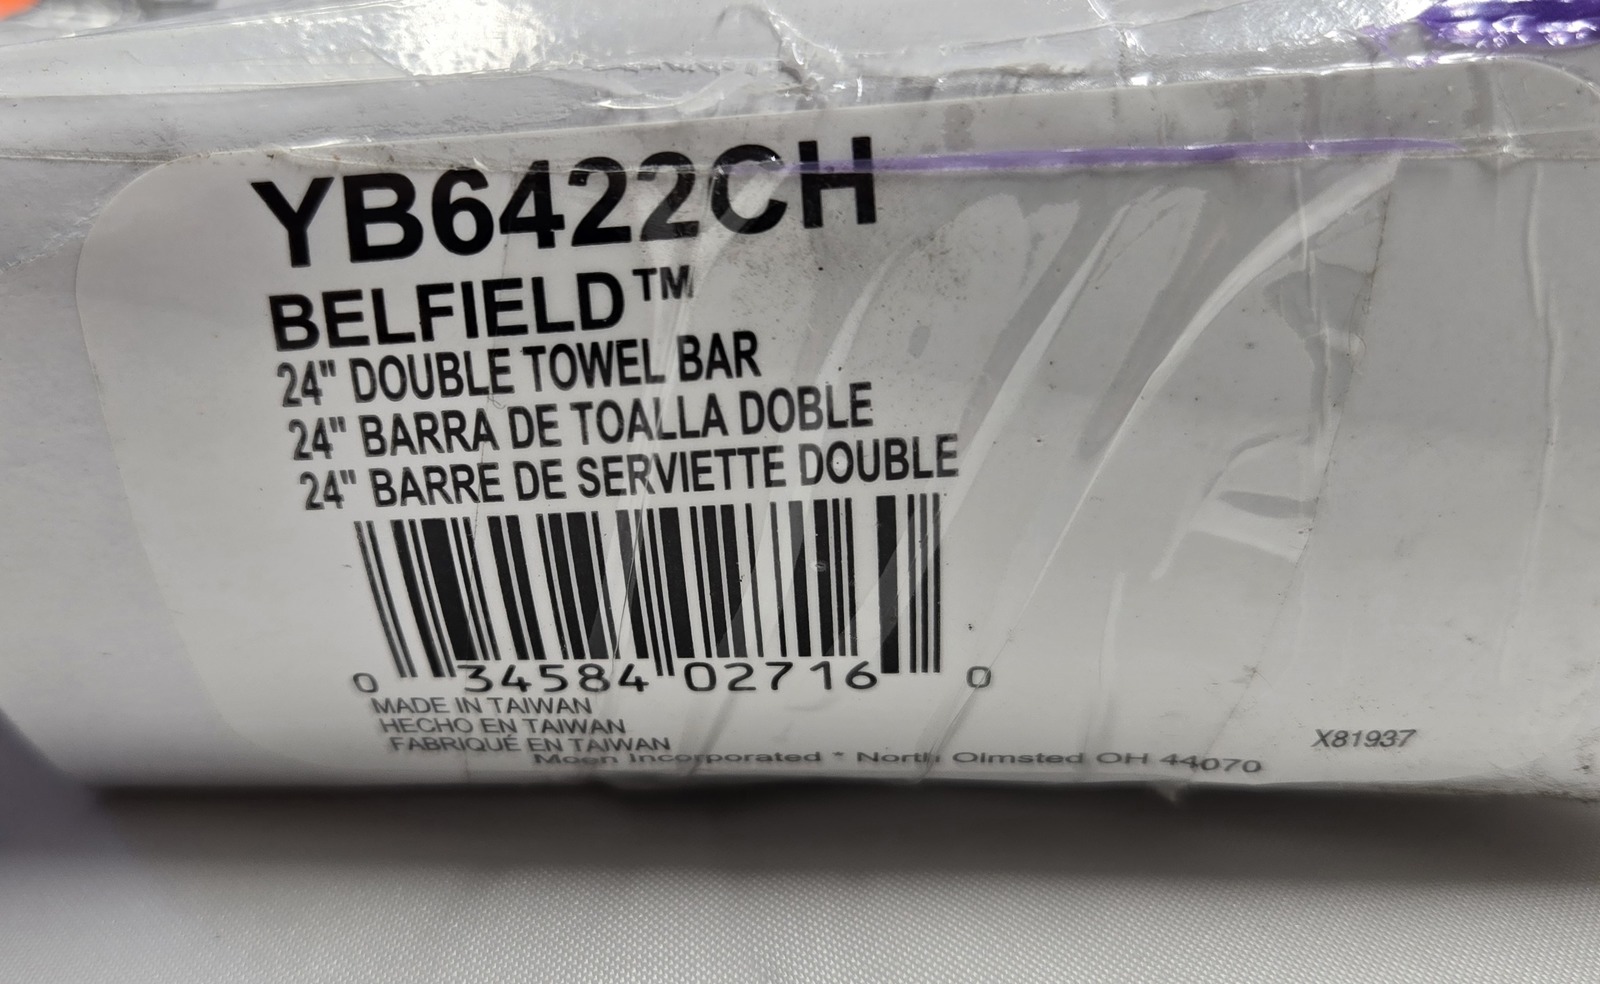 YB6422CH
BELFIELD™
24" DOUBLE TOWEL BAR
24" BARRA DE TOALLA DOBLE
24" BARRE DE SERVIETTE DOUBLE
0 34584 02716 0
MADE IN TAIWAN
HECHO EN TAIWAN
FABRIQUÉ EN TAIWAN
X81937
Moen Incorporated * North Olmsted OH 44070